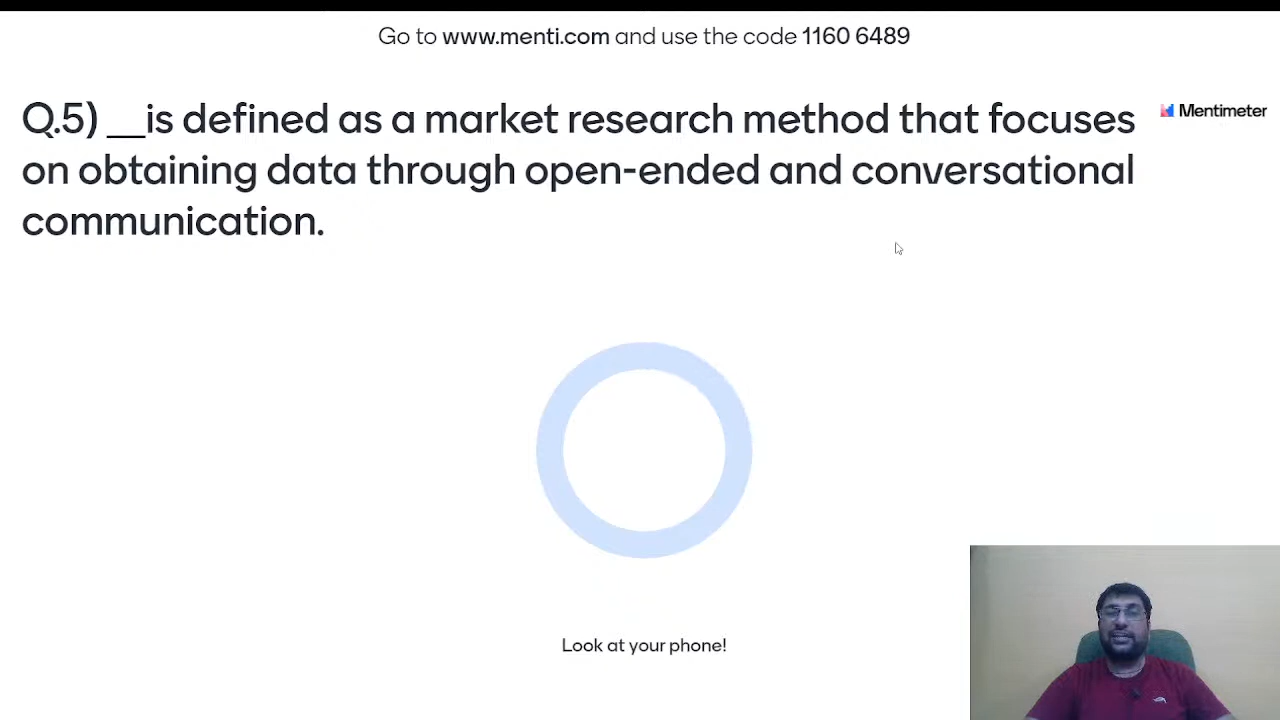 Go to www.menti.com and use the code 1160 6489
Q.5) __is defined as a market research method that focuses
on obtaining data through open-ended and conversational
communication.
Mentimeter
Look at your phone!